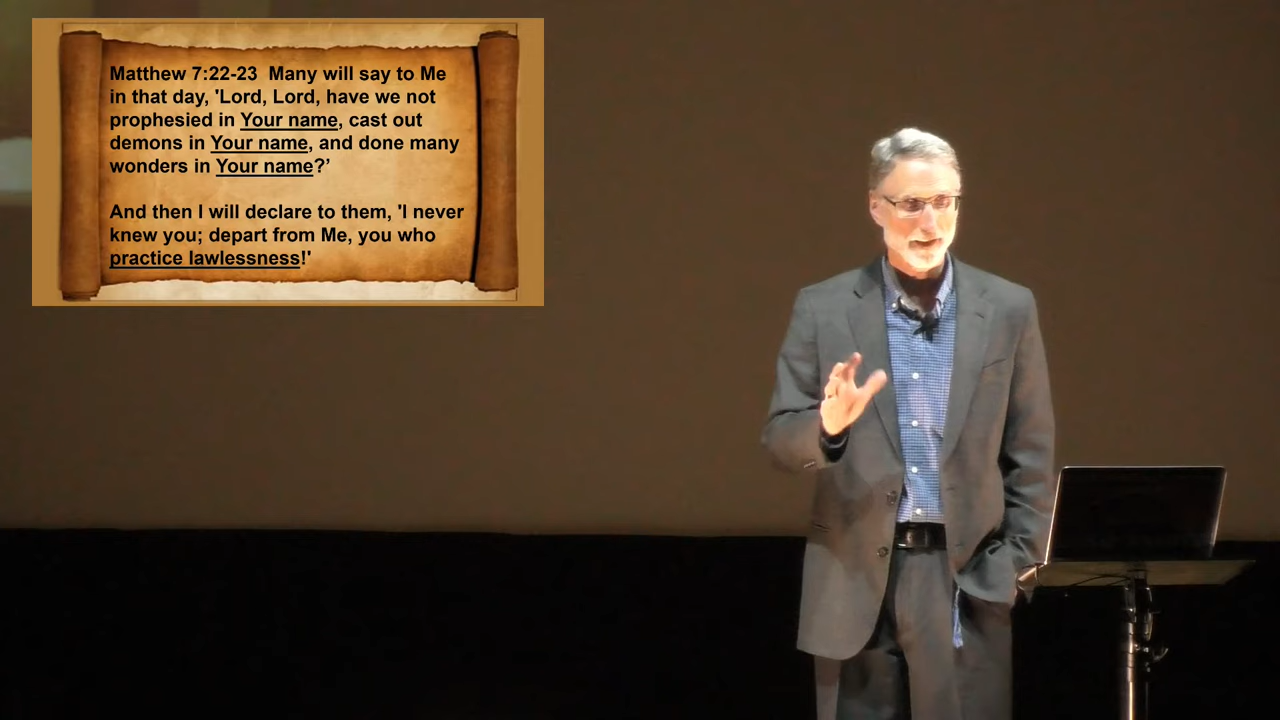 Matthew 7:22-23  Many will say to Me
in that day, 'Lord, Lord, have we not
prophesied in Your name, cast out
demons in Your name, and done many
wonders in Your name?’
And then I will declare to them, 'I never
knew you; depart from Me, you who
practice lawlessness!'